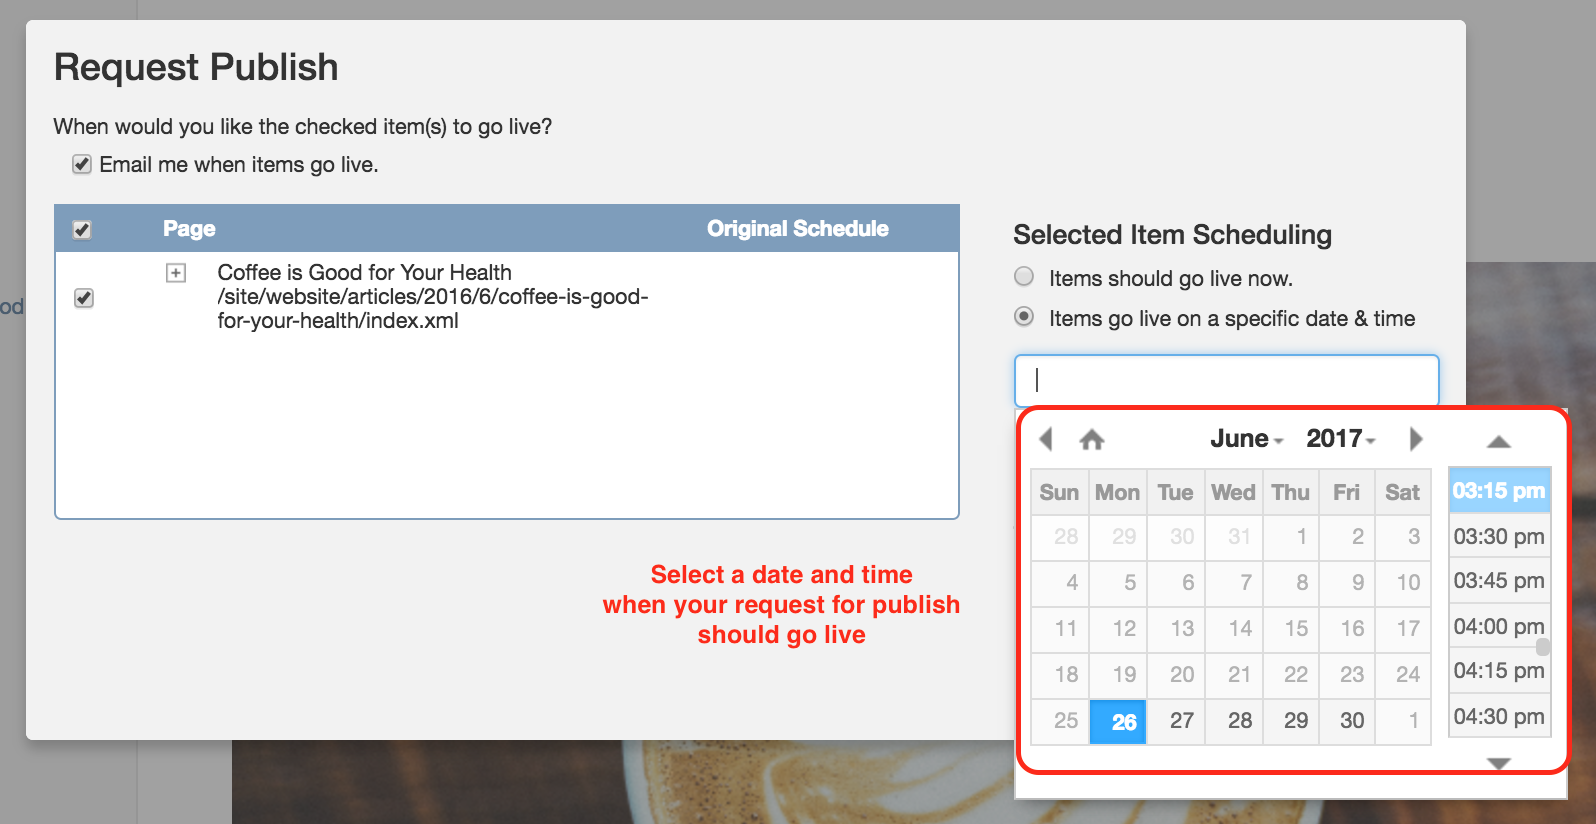 Request Publish
When would you like the checked item(s) to go live?
Email me when items go live.
Page Original Schedule
Coffee is Good for Your Health
/site/website/articles/2016/6/coffee-is-good-
for-your-health/index.xml
od
Selected Item Scheduling
Items should go live now.
Items go live on a specific date & time
June 2017
Sun Mon Tue Wed Thu Fri Sat
28 29 30 31 1 2 3
4 5 6 7 8 9 10
11 12 13 14 15 16 17
18 19 20 21 22 23 24
25 26 27 28 29 30 1
03:15 pm
03:30 pm
03:45 pm
04:00 pm
04:15 pm
04:30 pm
Select a date and time
when your request for publish
should go live